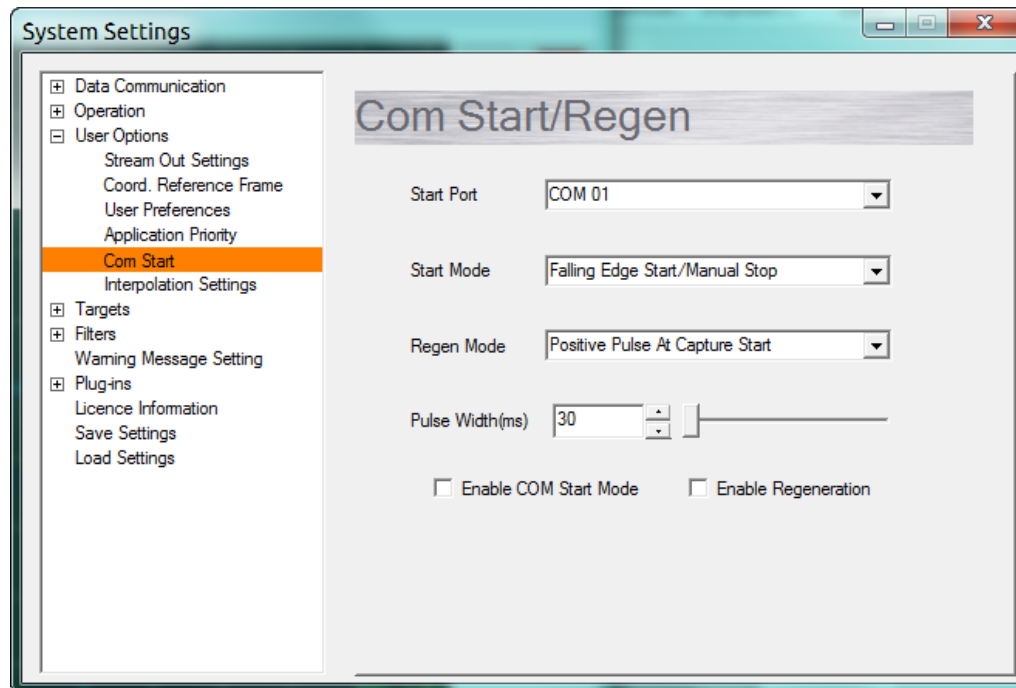 System Settings
Data Communication
Operation
User Options
Stream Out Settings
Coord. Reference Frame
User Preferences
Application Priority
Com Start
Interpolation Settings
Targets
Filters
Warning Message Setting
Plug-ins
Licence Information
Save Settings
Load Settings
Com Start/Regen
Start Port COM 01
Start Mode Falling Edge Start/Manual Stop
Regen Mode Positive Pulse At Capture Start
Pulse Width(ms) 30
Enable COM Start Mode Enable Regeneration